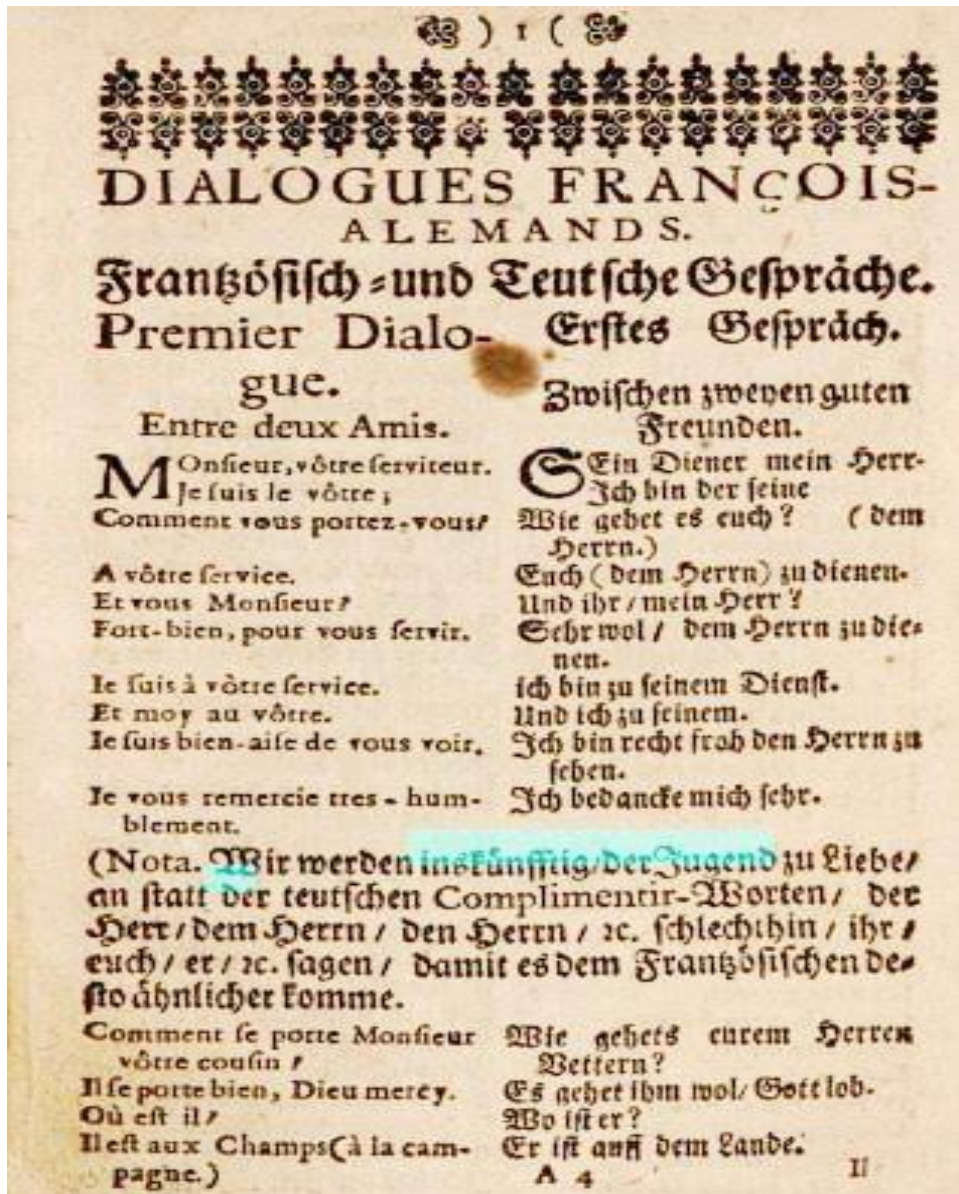 ) 1 (
DIALOGUES FRANÇOIS-
ALEMANDS.
Frantzösisch-und Teutsche Gespräche.
Premier Dialo-
gue.
Entre deux Amis.
MOnsieur, vôtre serviteur.
Je suis le vôtre;
Comment vous portez-vous?
A vôtre service.
Et vous Monsieur?
Fort-bien, pour vous servir.
Ie suis à vôtre service.
Et moy au vôtre.
Ie suis bien-aise de vous voir.
Ie vous remercie tres-hum-
blement.
Erstes Gespräch.
Zwischen zweyen guten
Freunden.
SEin Diener mein Herr.
Ich bin der seine
Wie gehet es euch? (dem
Herrn.)
Euch (dem Herrn) zu dienen.
Und ihr/mein Herr?
Sehr wol/ dem Herrn zu die-
nen.
ich bin zu seinem Dienst.
Und ich zu seinem.
Ich bin recht froh den Herrn zu
sehen.
Ich bedancke mich sehr.
(Nota. Wir werden inskünfftig/der Jugend zu Liebe/
an statt der teutschen Complimentir-Worten/ der
Herr/dem Herrn/ den Herrn/ ꝛc. schlechthin/ ihr/
euch/ er/ ꝛc. sagen/ damit es dem Frantzösischen de-
sto ähnlicher komme.
Comment se porte Monsieur
vôtre cousin?
Il se porte bien, Dieu mercy.
Où est il?
Il est aux Champs(à la cam-
pagne.)
Wie gehets eurem Herren
Vettern?
Es gehet ihm wol/ Gott lob.
Wo ist er?
Er ist auff dem Lande.
A 4
Il